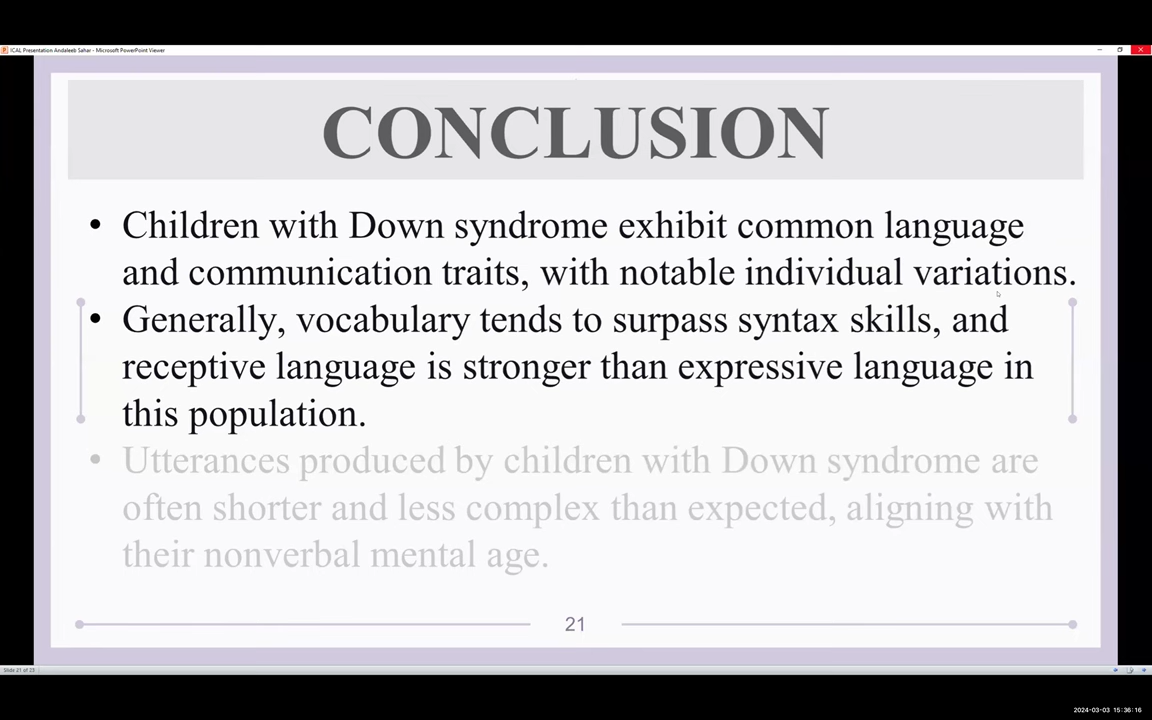 ICAL Presentation Andaleeb Sahar - Microsoft PowerPoint Viewer
CONCLUSION
• Children with Down syndrome exhibit common language
and communication traits, with notable individual variations.
• Generally, vocabulary tends to surpass syntax skills, and
receptive language is stronger than expressive language in
this population.
• Utterances produced by children with Down syndrome are
often shorter and less complex than expected, aligning with
their nonverbal mental age.
21
Slide 21 of 23
2024-03-03 15:36:16